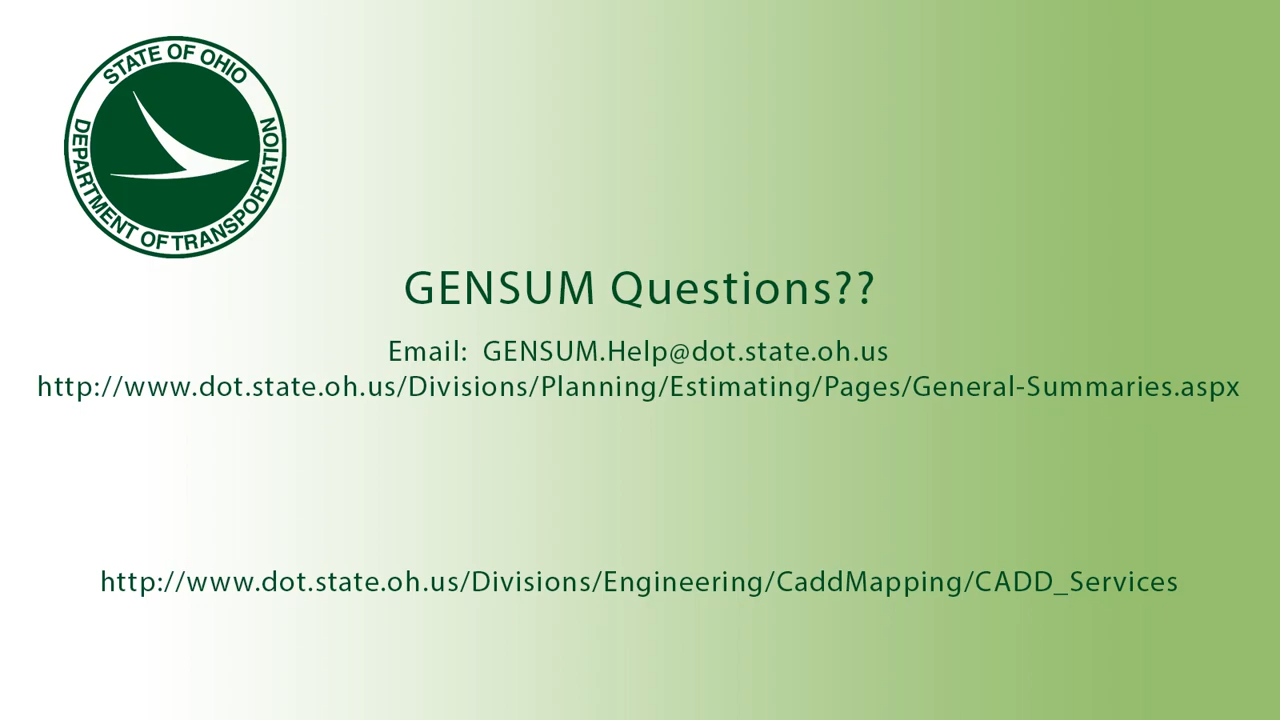 STATE OF OHIO
DEPARTMENT OF TRANSPORTATION
GENSUM Questions??
Email:  GENSUM.Help@dot.state.oh.us
http://www.dot.state.oh.us/Divisions/Planning/Estimating/Pages/General-Summaries.aspx
http://www.dot.state.oh.us/Divisions/Engineering/CaddMapping/CADD_Services